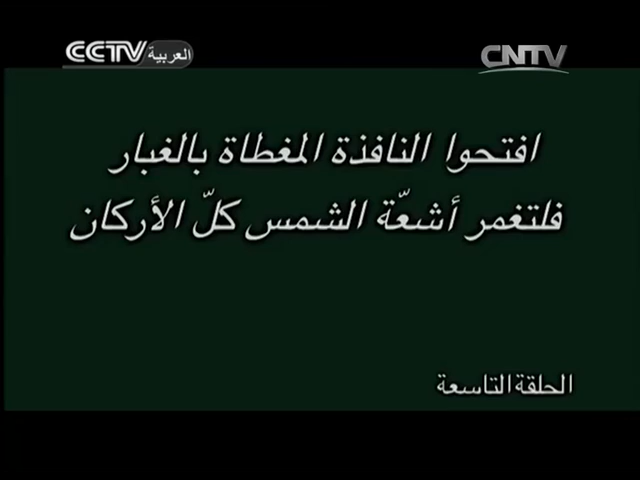 CCTV العربية
CNTV
افتحوا النافذة المغطاة بالغبار
فلتغمر أشعّة الشمس كلّ الأركان
الحلقة التاسعة